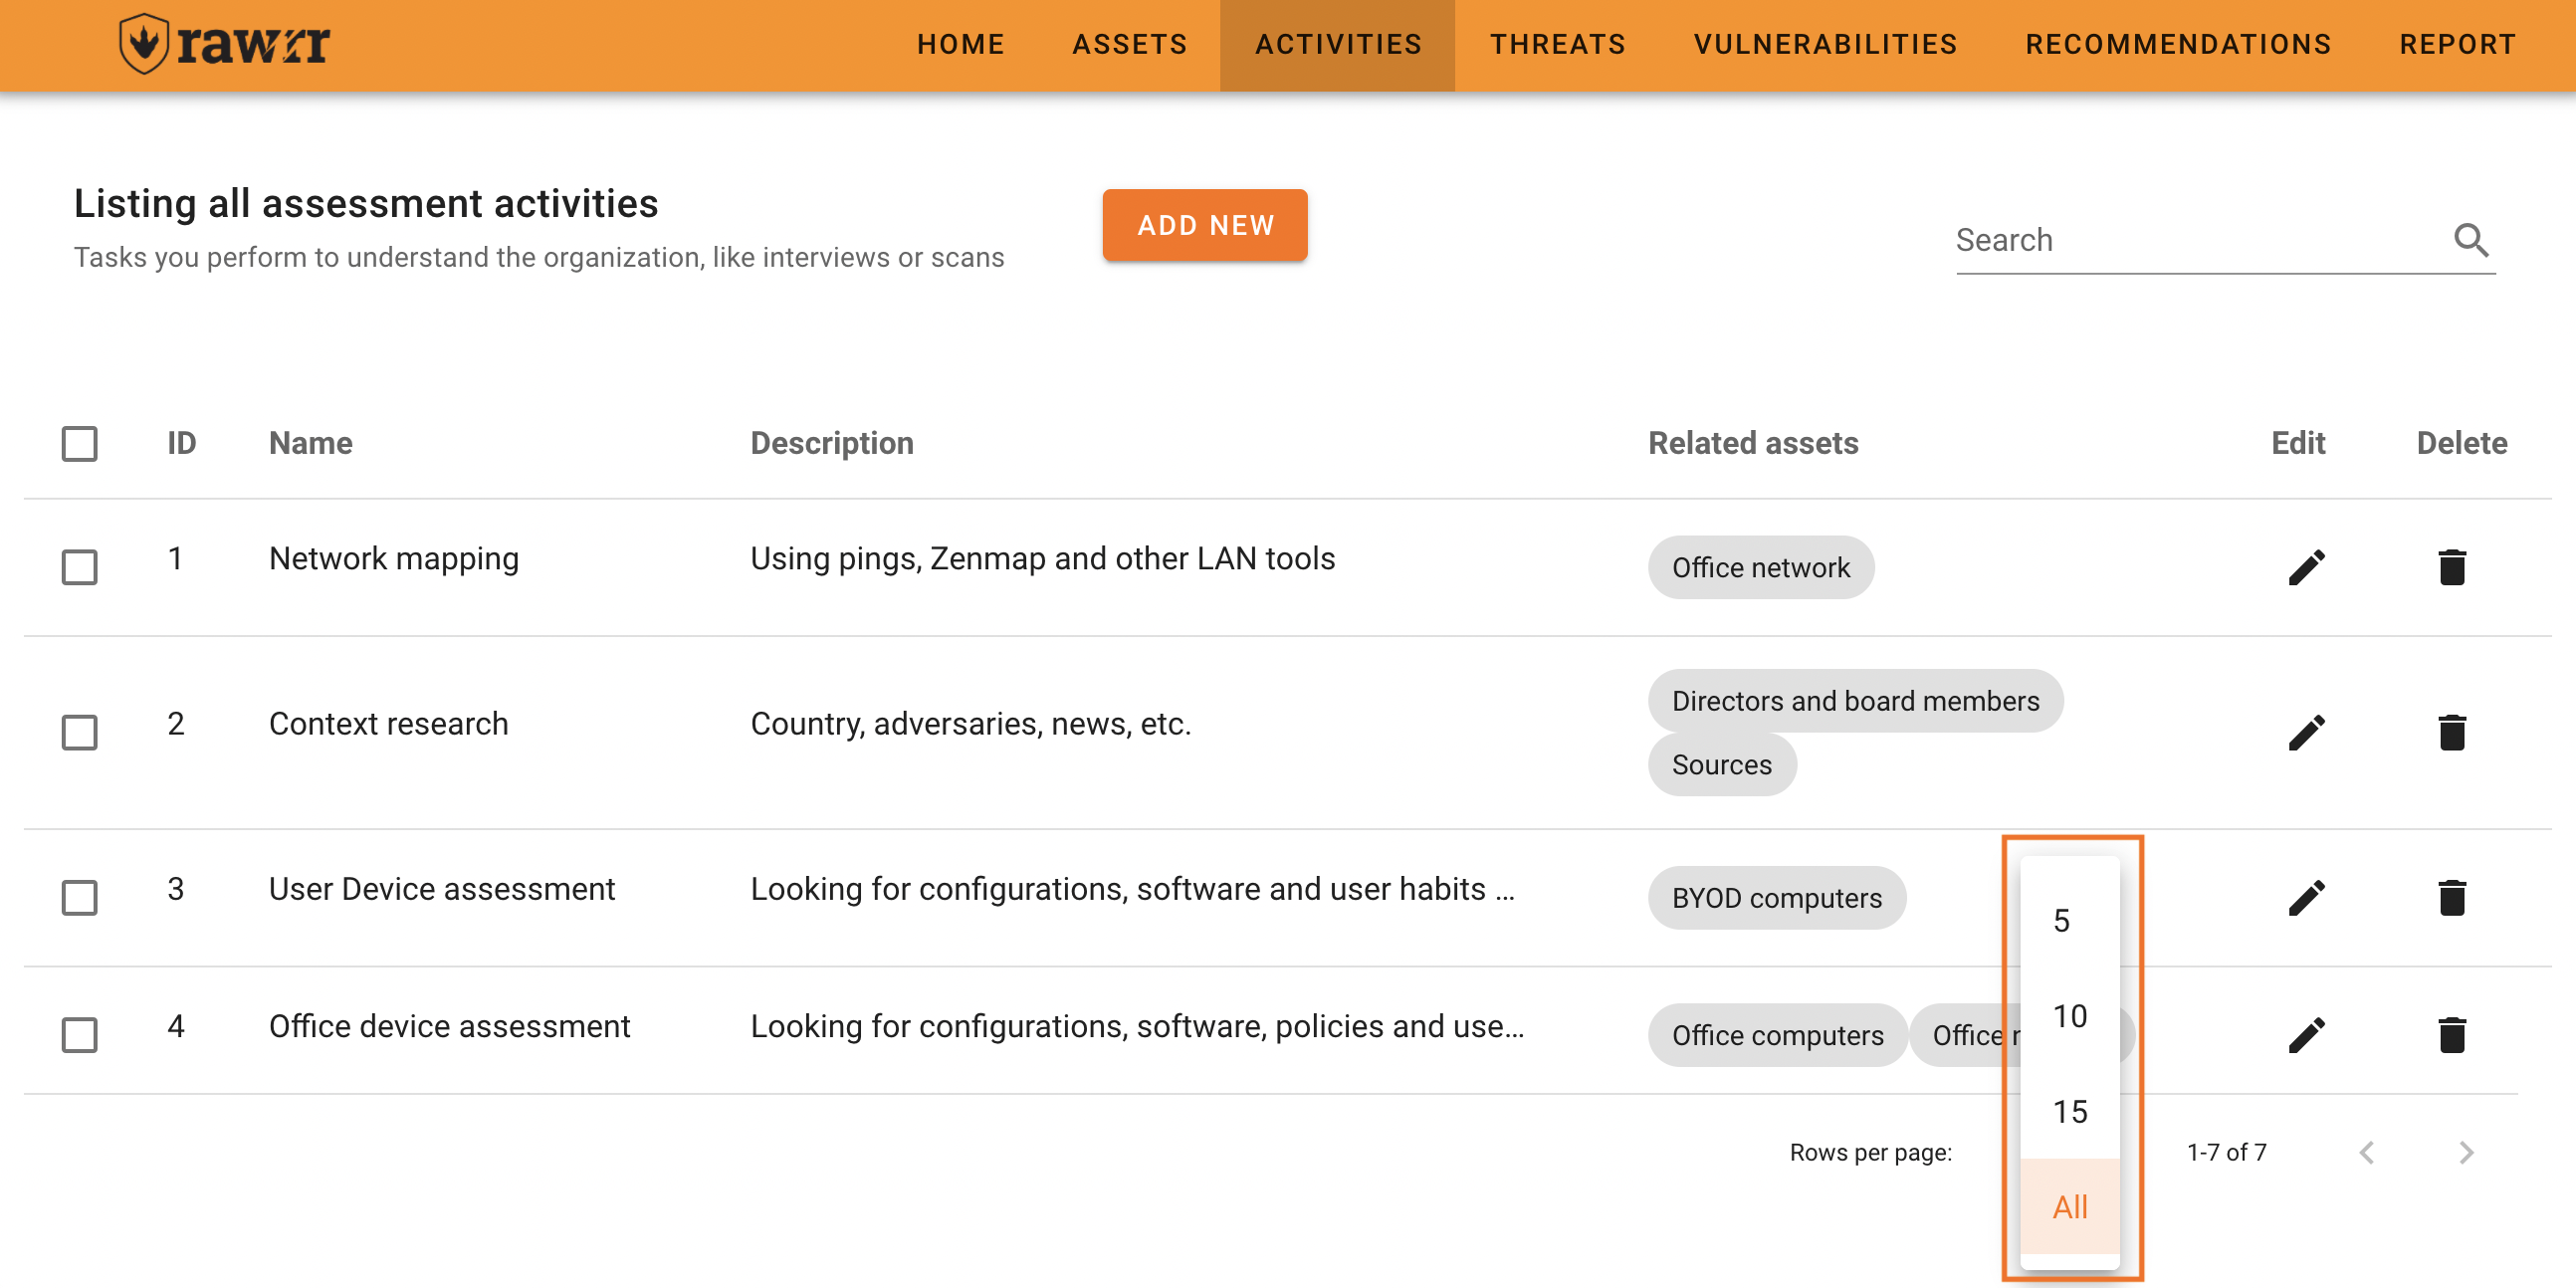 rawrr
HOME ASSETS ACTIVITIES THREATS VULNERABILITIES RECOMMENDATIONS REPORT
Listing all assessment activities
Tasks you perform to understand the organization, like interviews or scans
ADD NEW
Search
ID Name Description Related assets Edit Delete
1 Network mapping Using pings, Zenmap and other LAN tools Office network
2 Context research Country, adversaries, news, etc. Directors and board members
Sources
3 User Device assessment Looking for configurations, software and user habits ... BYOD computers
4 Office device assessment Looking for configurations, software, policies and use... Office computers Office
5
10
15
All
Rows per page: 1-7 of 7